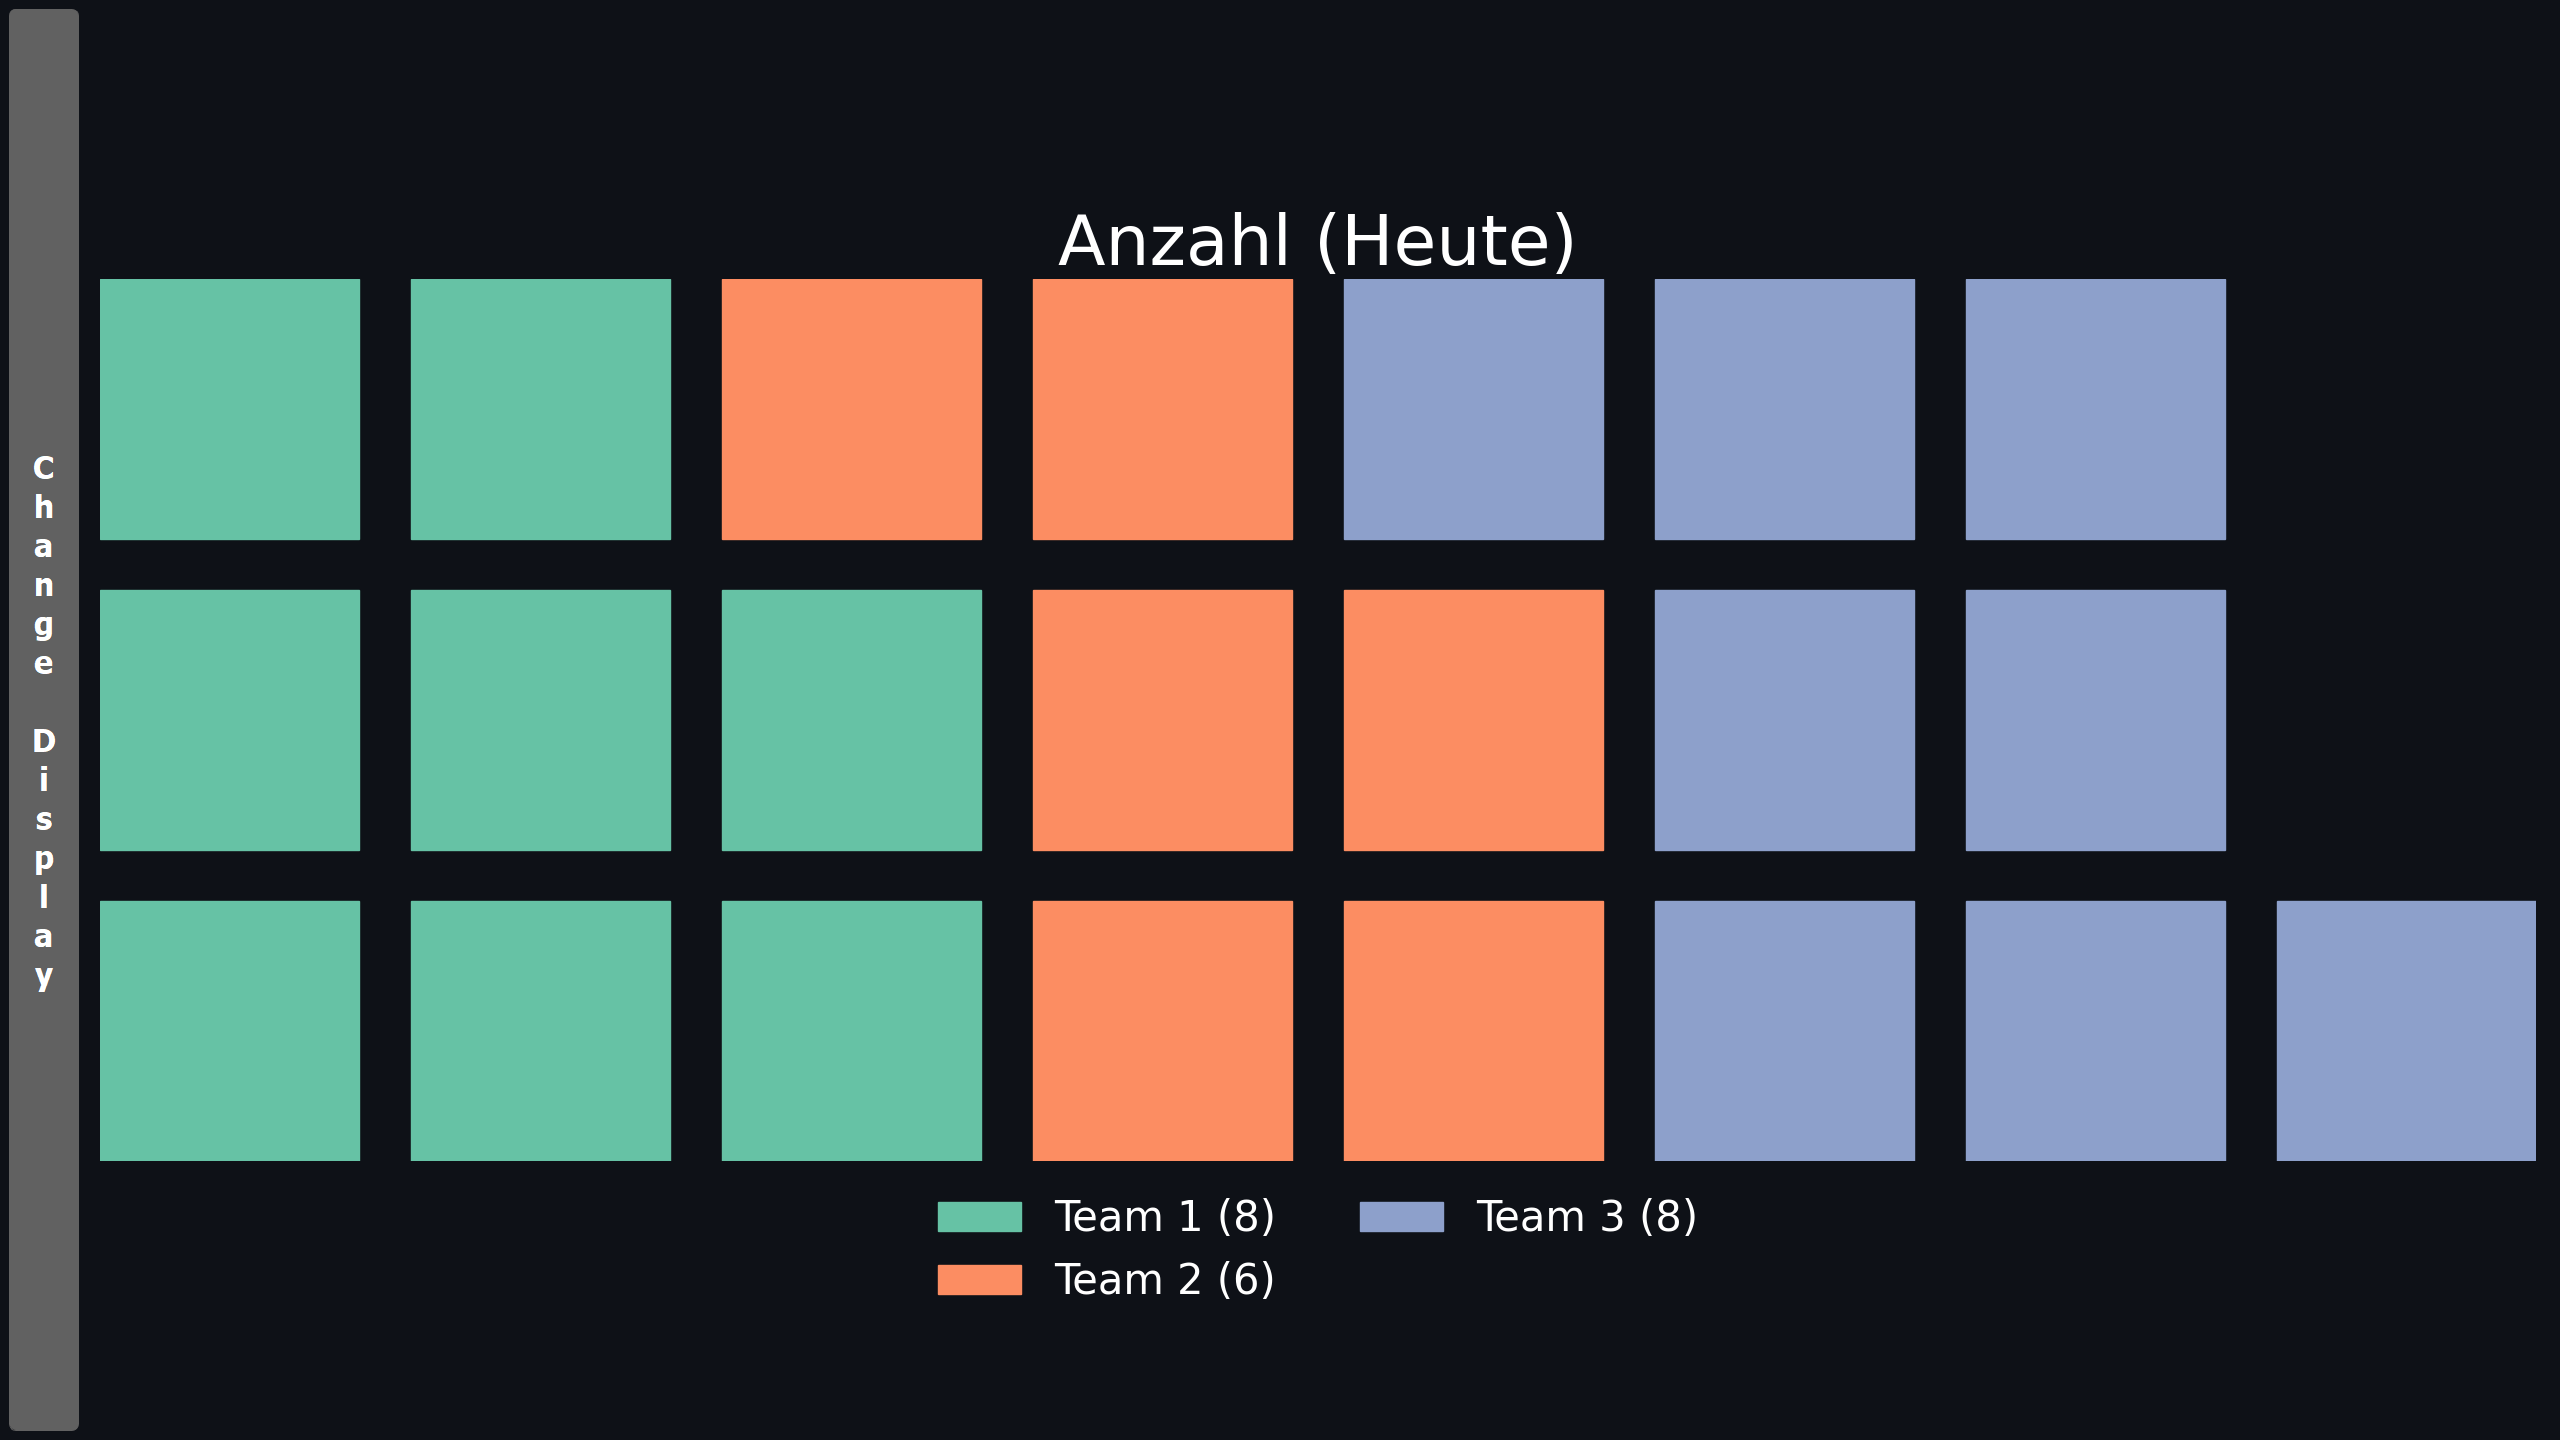 Change Display
Anzahl (Heute)
Team 1 (8)
Team 2 (6)
Team 3 (8)